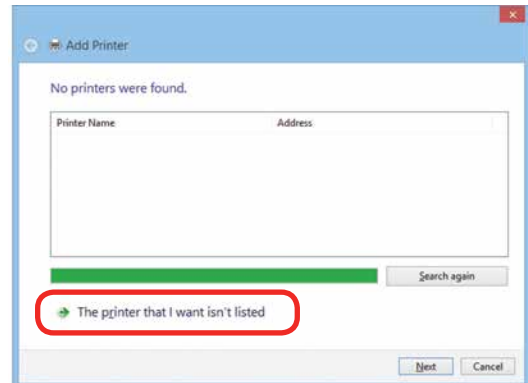 Add Printer
No printers were found.
Printer Name Address
Search again
The printer that I want isn't listed
Next Cancel